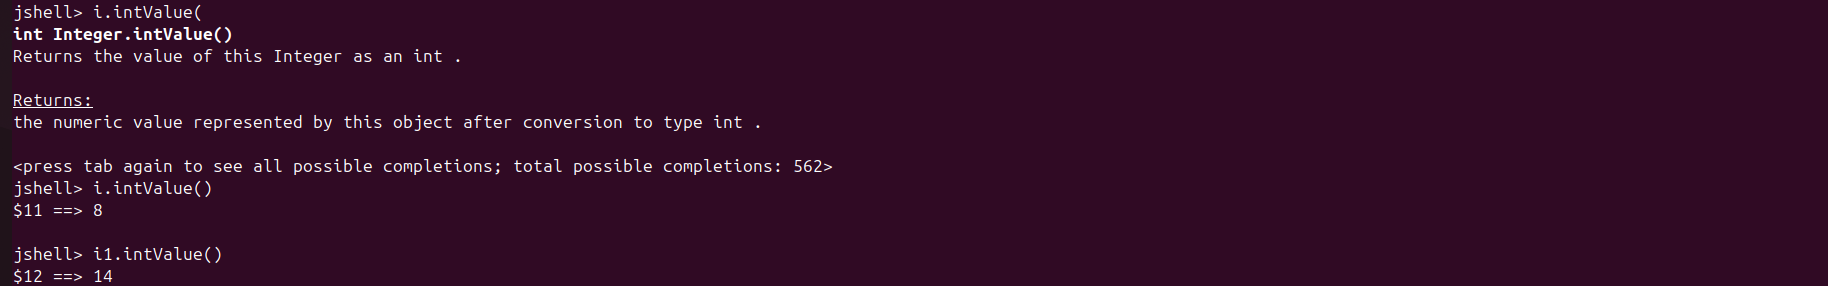 jshell> i.intValue(
int Integer.intValue()
Returns the value of this Integer as an int .
Returns:
the numeric value represented by this object after conversion to type int .
<press tab again to see all possible completions; total possible completions: 562>
jshell> i.intValue()
$11 ==> 8
jshell> i1.intValue()
$12 ==> 14